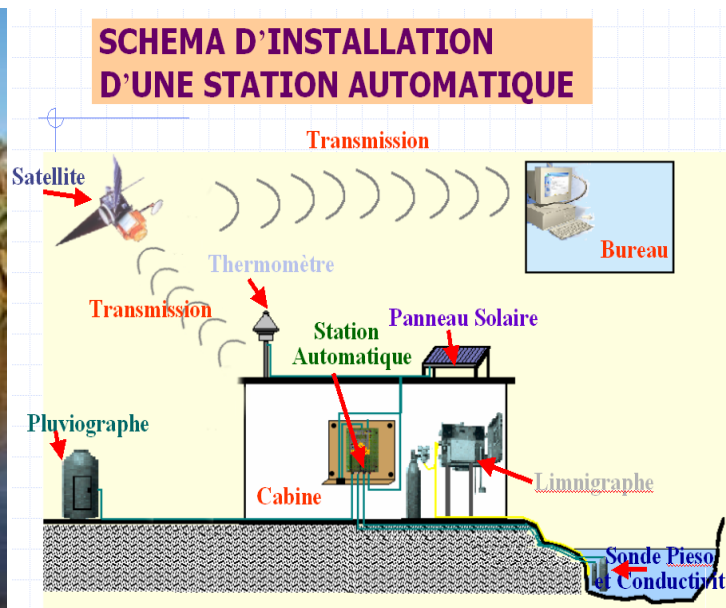 SCHEMA D’INSTALLATION
D’UNE STATION AUTOMATIQUE
Transmission
Satellite
Bureau
Thermomètre
Transmission
Panneau Solaire
Station
Automatique
Pluviographe
Limnigraphe
Cabine
Sonde Pieso
et Conductivit